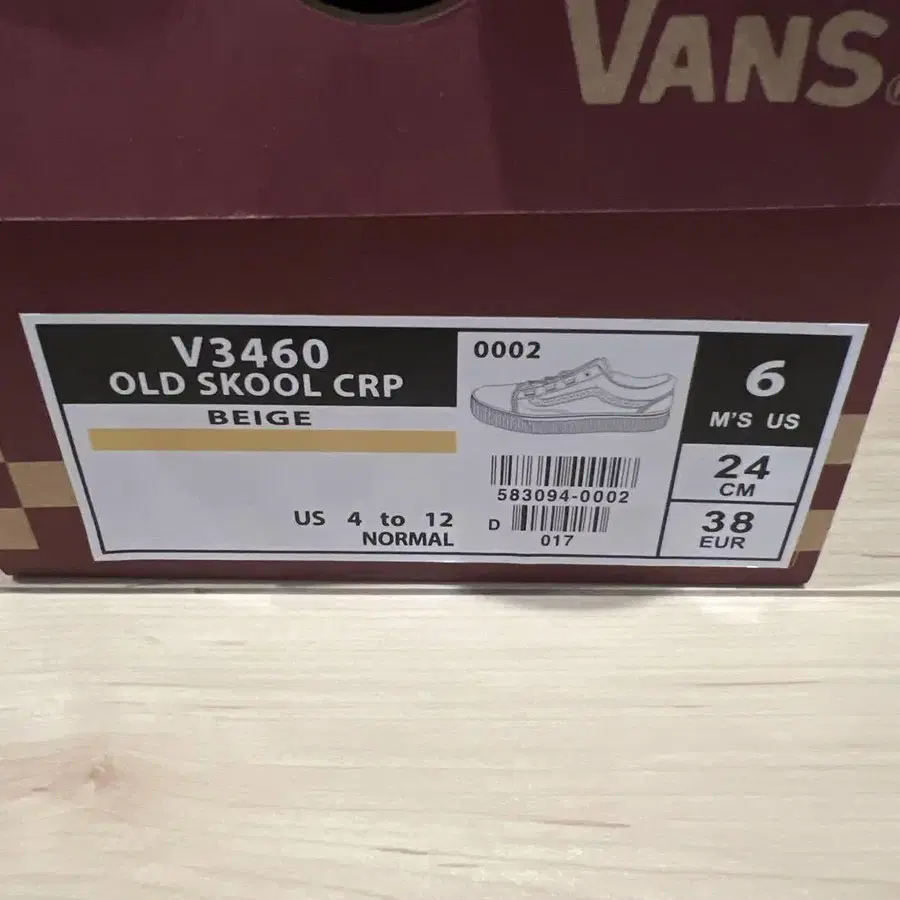 VANS
V3460
OLD SKOOL CRP
BEIGE
US 4 to 12
NORMAL
0002
583094-0002
D
017
6
M'S US
24
CM
38
EUR